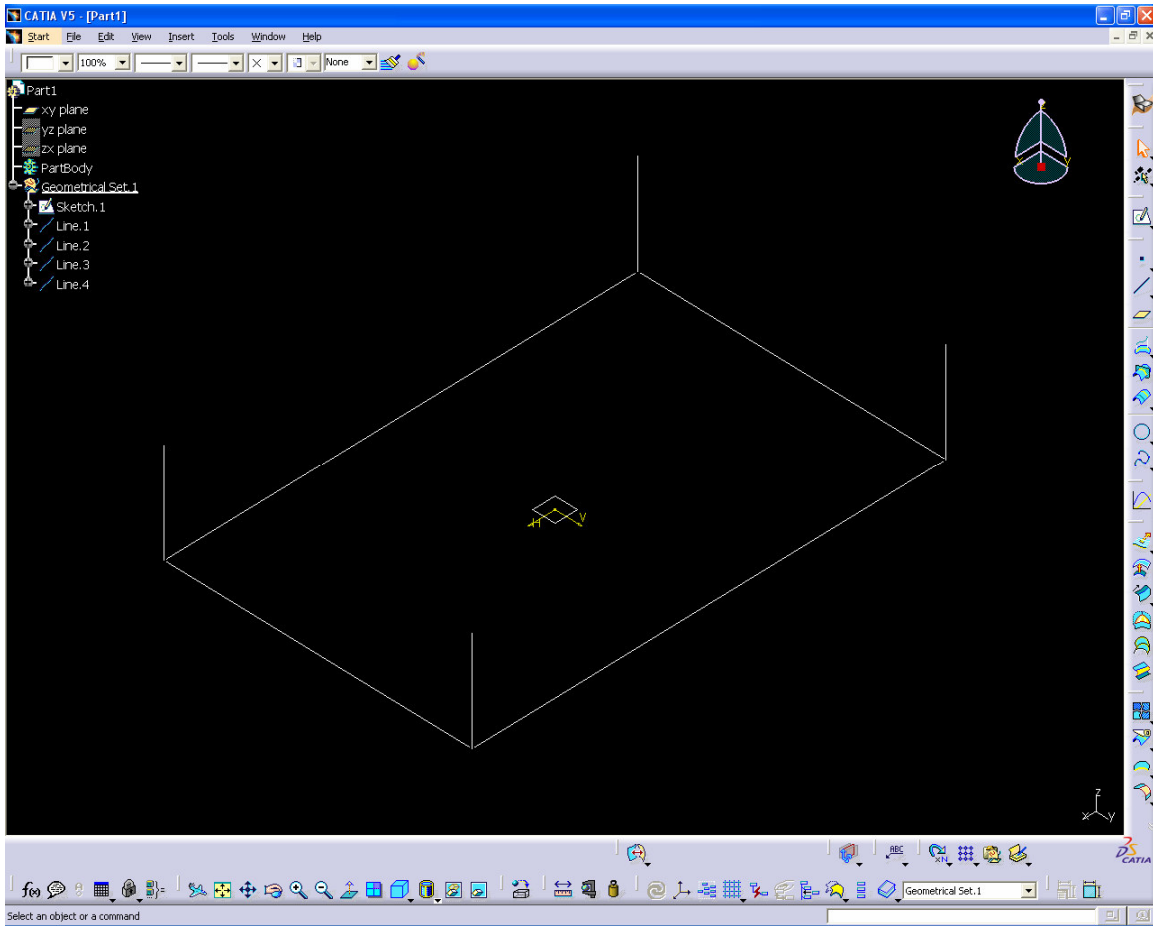 CATIA V5 - [Part1]
Start File Edit View Insert Tools Window Help
100% None
Part1
xy plane
yz plane
zx plane
PartBody
Geometrical Set.1
Sketch.1
Line.1
Line.2
Line.3
Line.4
z
x y
H V
z
x y
ABC
xN
CATIA
f(x)
Geometrical Set.1
Select an object or a command